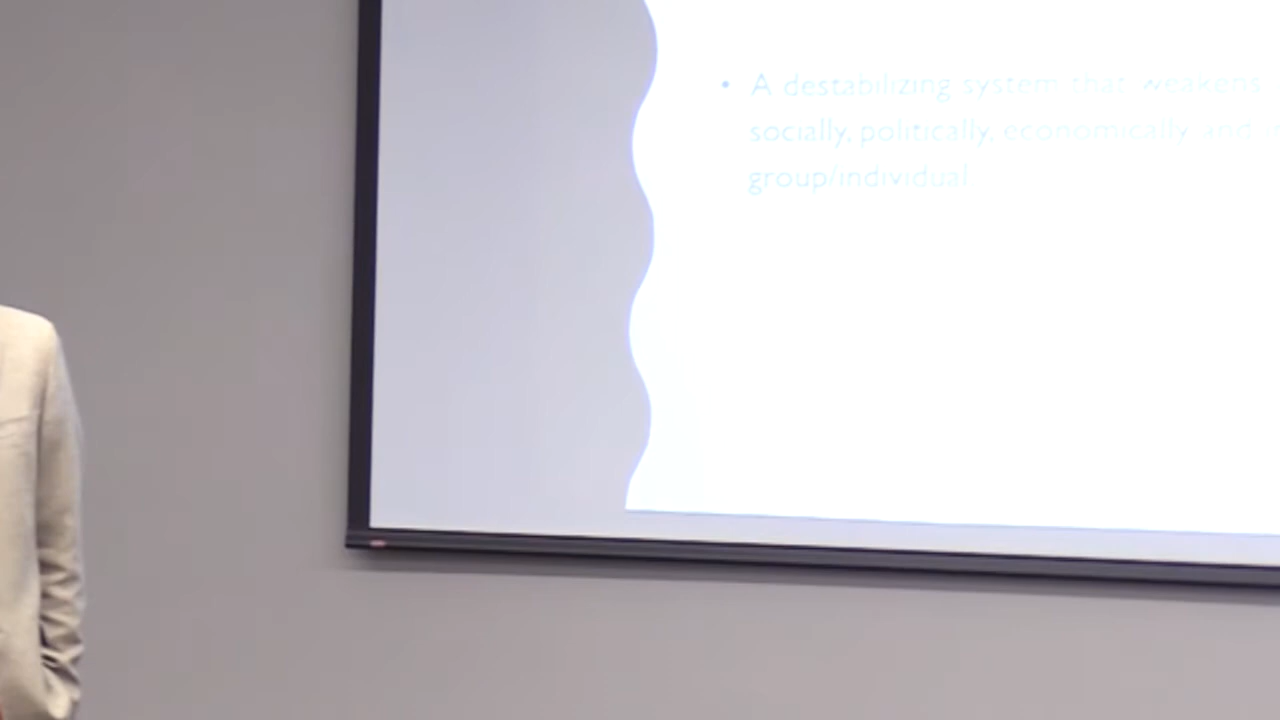 • A destabilizing system that weakens
socially, politically, economically and
group/individual